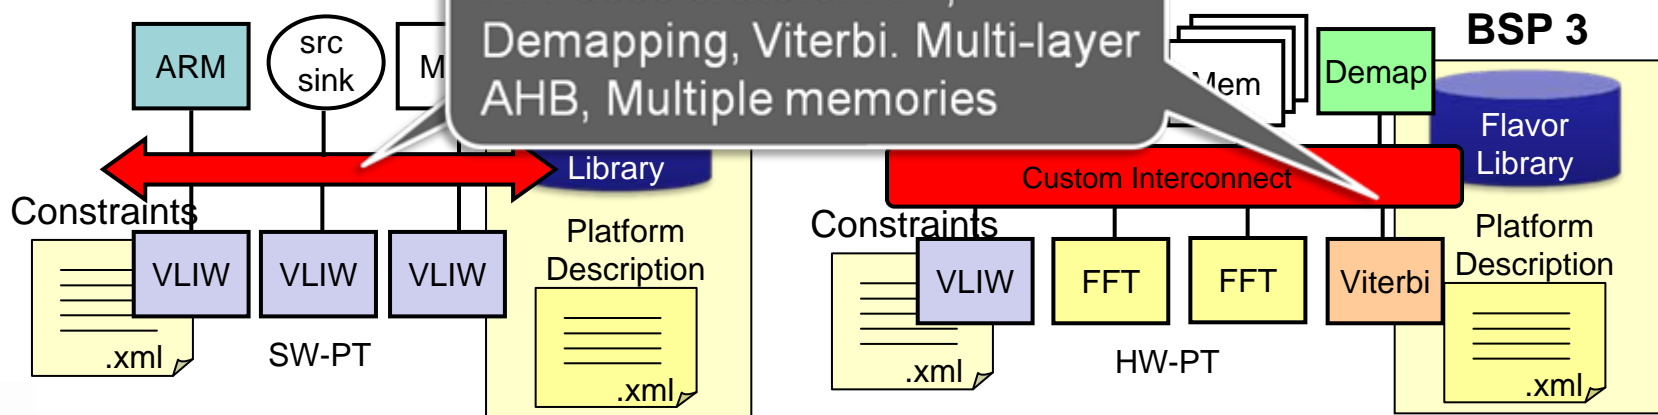 BSP 3
Demapping, Viterbi. Multi-layer
AHB, Multiple memories
ARM
src
sink
M
Mem
Demap
Flavor
Library
Library
Custom Interconnect
Constraints
Platform
Description
VLIW
VLIW
VLIW
.xml
SW-PT
.xml
Constraints
Platform
Description
VLIW
FFT
FFT
Viterbi
.xml
HW-PT
.xml